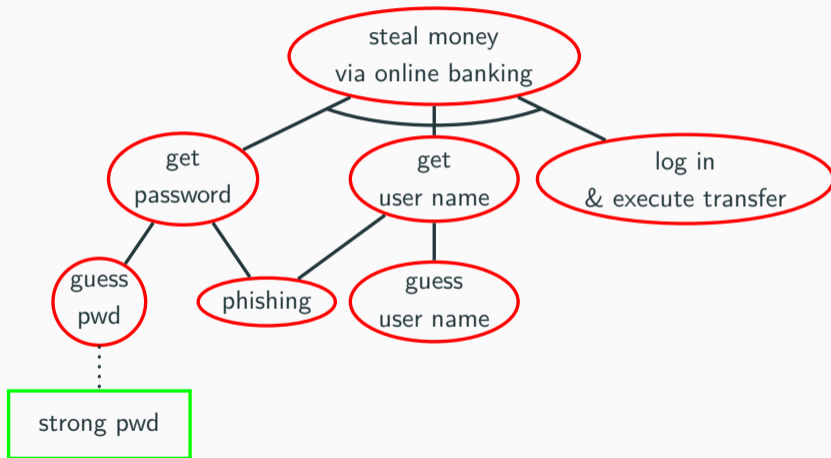 steal money
via online banking
get
password
get
user name
log in
& execute transfer
guess
pwd
phishing
guess
user name
strong pwd